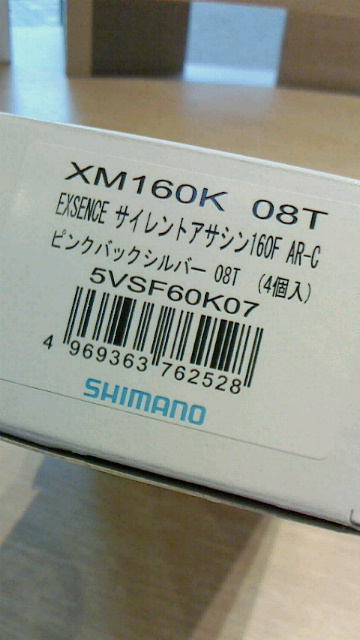 XM160K 08T
EXSENCE サイレントアサシン160F AR-C
ピンクバックシルバー 08T (4個入)
5VSF60K07
4 969363 762528
SHIMANO